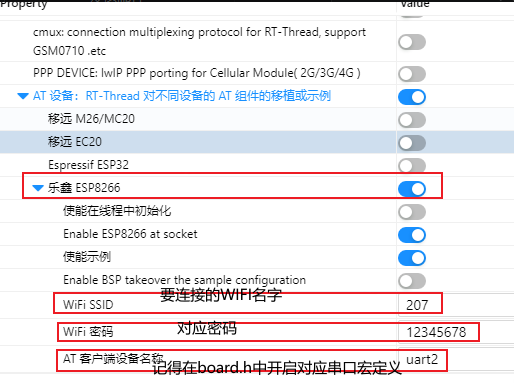 Property
Value
cmux: connection multiplexing protocol for RT-Thread, support
GSM0710 .etc
PPP DEVICE: lwIP PPP porting for Cellular Module( 2G/3G/4G )
AT 设备：RT-Thread 对不同设备的 AT 组件的移植或示例
移远 M26/MC20
移远 EC20
Espressif ESP32
乐鑫 ESP8266
使能在线程中初始化
Enable ESP8266 at socket
使能示例
Enable BSP takeover the sample configuration
要连接的WIFI名字
WiFi SSID
207
对应密码
WiFi 密码
12345678
AT 客户端设备名称
uart2
记得在board.h中开启对应串口宏定义